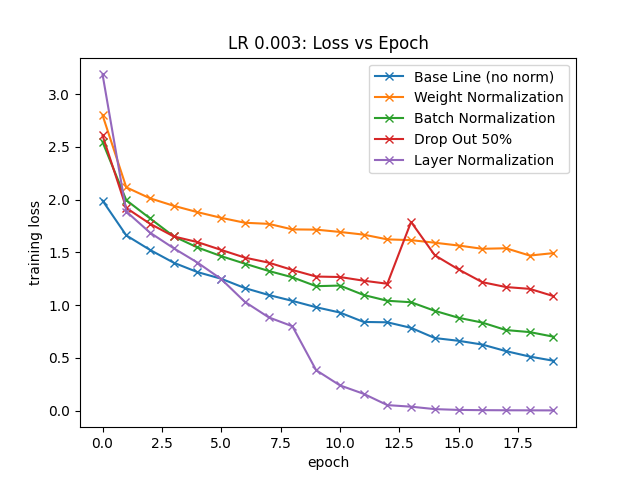 LR 0.003: Loss vs Epoch
Base Line (no norm)
Weight Normalization
Batch Normalization
Drop Out 50%
Layer Normalization
training loss
3.0
2.5
2.0
1.5
1.0
0.5
0.0
0.0 2.5 5.0 7.5 10.0 12.5 15.0 17.5
epoch